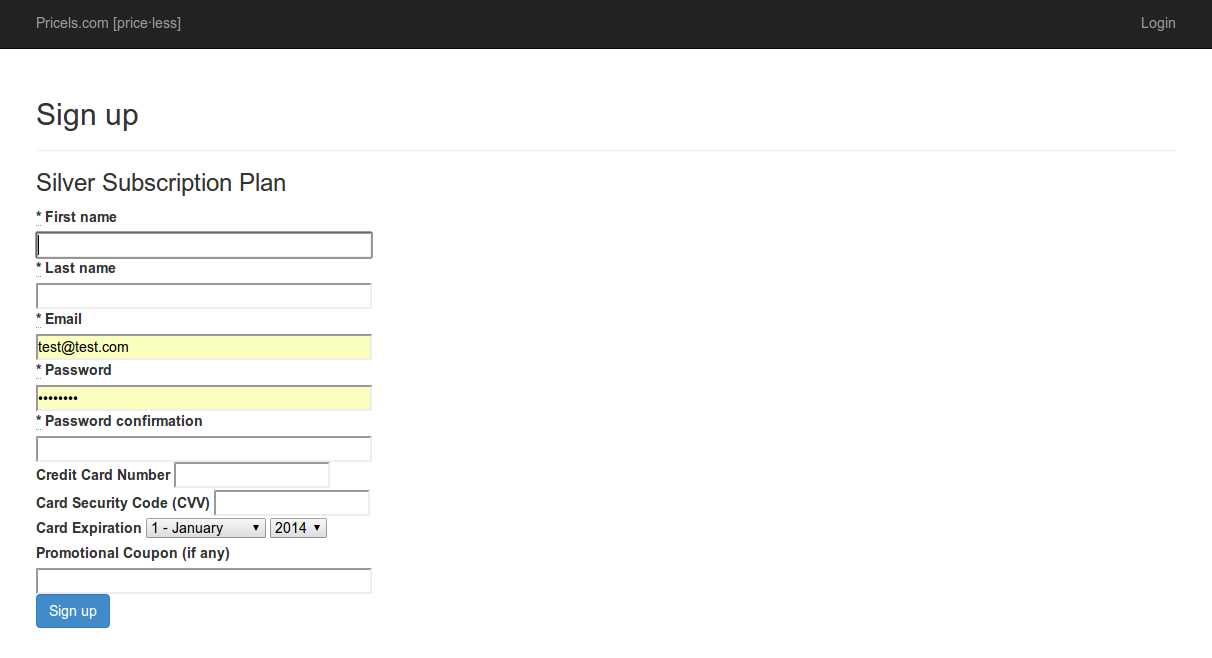 Pricels.com [price·less] Login
Sign up
Silver Subscription Plan
* First name
* Last name
* Email
test@test.com
* Password
••••••••
* Password confirmation
Credit Card Number
Card Security Code (CVV)
Card Expiration 1 - January 2014
Promotional Coupon (if any)
Sign up